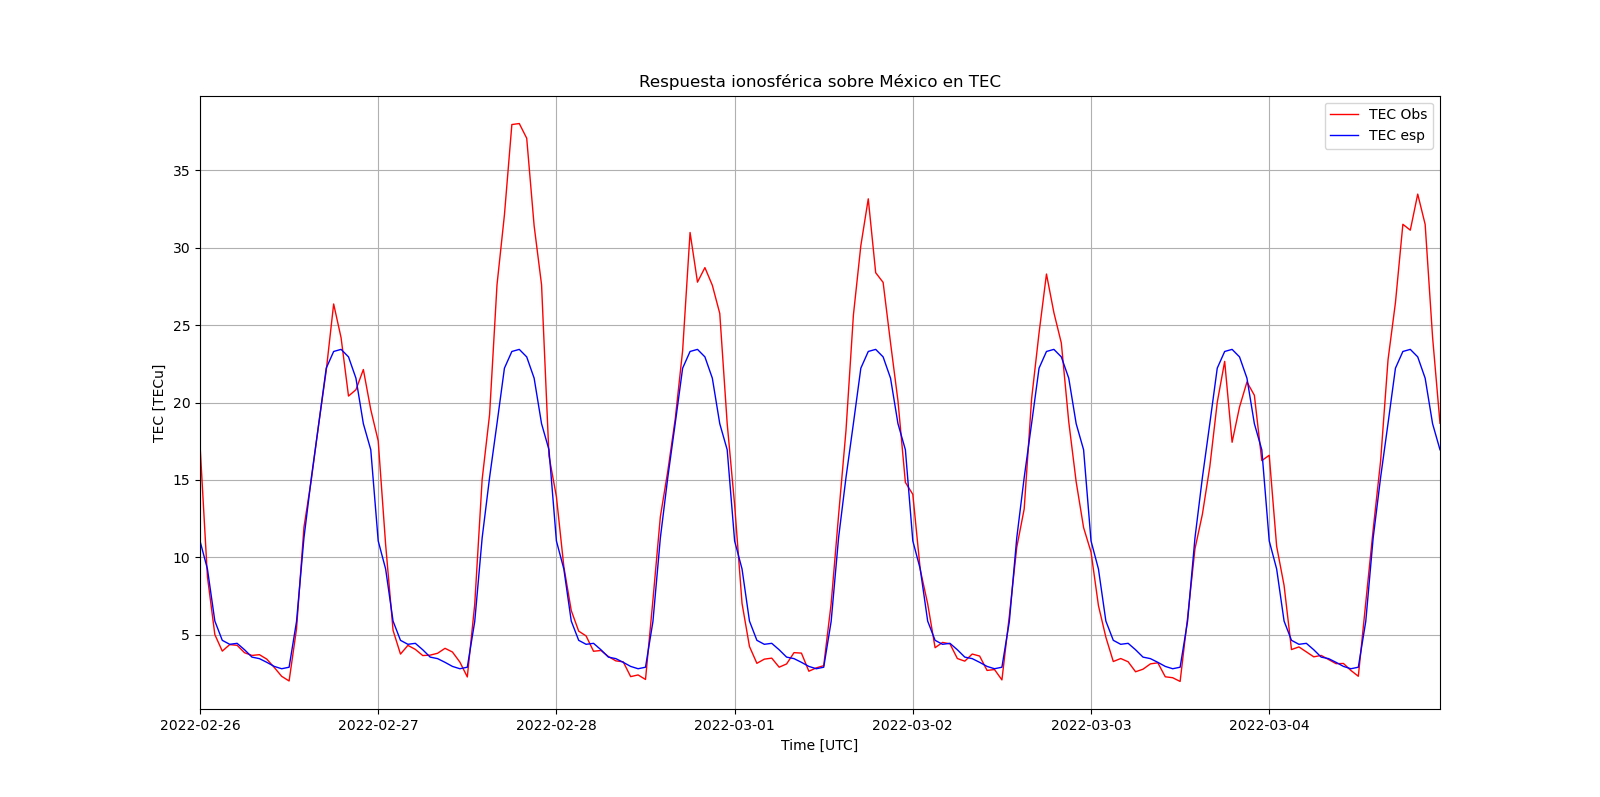 Respuesta ionosférica sobre México en TEC
TEC Obs
TEC esp
TEC [TECu]
35
30
25
20
15
10
5
2022-02-26
2022-02-27
2022-02-28
2022-03-01
2022-03-02
2022-03-03
2022-03-04
Time [UTC]